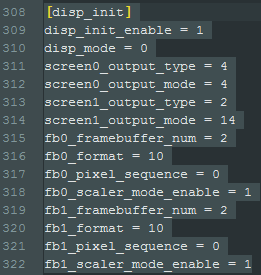 308 [disp_init]
309 disp_init_enable = 1
310 disp_mode = 0
311 screen0_output_type = 4
312 screen0_output_mode = 4
313 screen1_output_type = 2
314 screen1_output_mode = 14
315 fb0_framebuffer_num = 2
316 fb0_format = 10
317 fb0_pixel_sequence = 0
318 fb0_scaler_mode_enable = 1
319 fb1_framebuffer_num = 2
320 fb1_format = 10
321 fb1_pixel_sequence = 0
322 fb1_scaler_mode_enable = 1